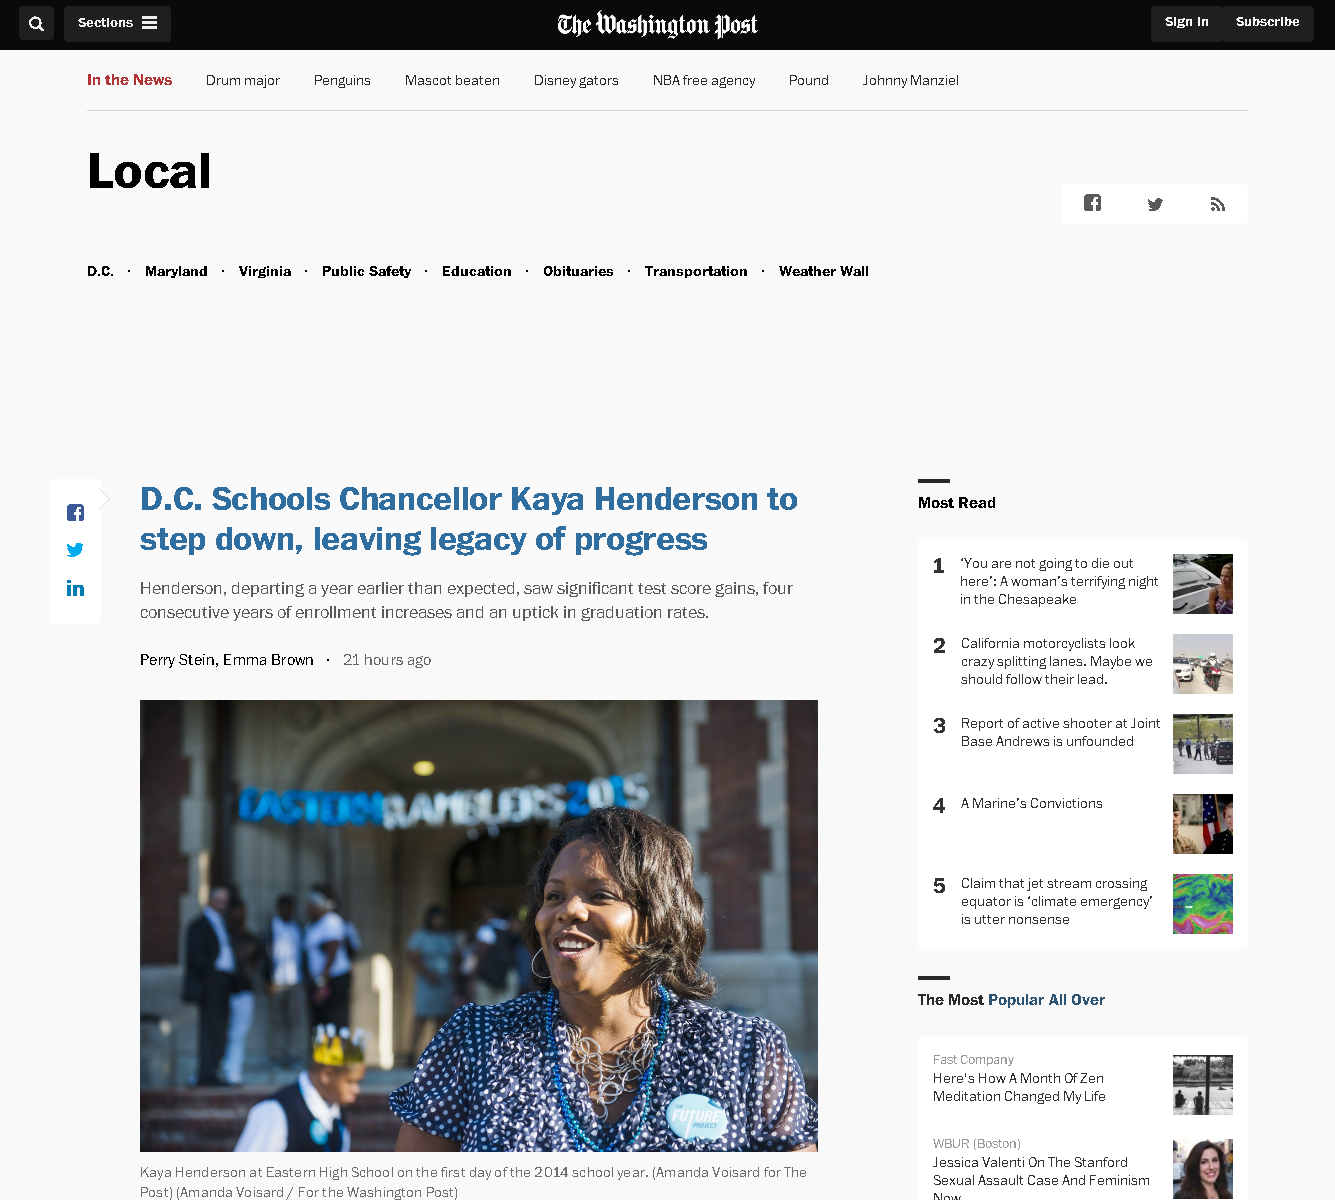 Sections
The Washington Post
Sign In
Subscribe
In the News
Drum major
Penguins
Mascot beaten
Disney gators
NBA free agency
Pound
Johnny Manziel
Local
D.C. · Maryland · Virginia · Public Safety · Education · Obituaries · Transportation · Weather Wall
D.C. Schools Chancellor Kaya Henderson to
step down, leaving legacy of progress
Henderson, departing a year earlier than expected, saw significant test score gains, four
consecutive years of enrollment increases and an uptick in graduation rates.
Perry Stein, Emma Brown · 21 hours ago
EASTERN RAMBLERS 2015
FUTURE
PROJECT
Kaya Henderson at Eastern High School on the first day of the 2014 school year. (Amanda Voisard for The
Post) (Amanda Voisard / For the Washington Post)
Most Read
1
‘You are not going to die out
here’: A woman’s terrifying night
in the Chesapeake
2
California motorcyclists look
crazy splitting lanes. Maybe we
should follow their lead.
3
Report of active shooter at Joint
Base Andrews is unfounded
4
A Marine’s Convictions
5
Claim that jet stream crossing
equator is ‘climate emergency’
is utter nonsense
The Most Popular All Over
Fast Company
Here's How A Month Of Zen
Meditation Changed My Life
WBUR (Boston)
Jessica Valenti On The Stanford
Sexual Assault Case And Feminism
Now